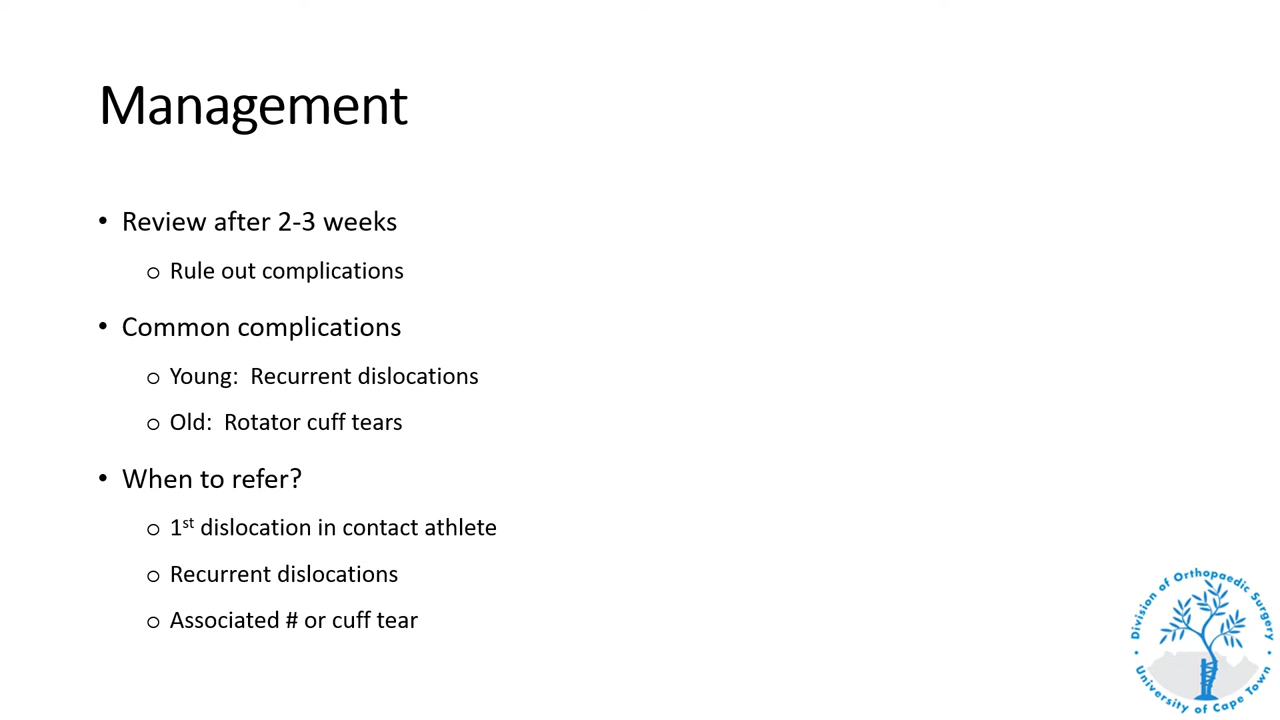 Management
• Review after 2-3 weeks
o Rule out complications
• Common complications
o Young: Recurrent dislocations
o Old: Rotator cuff tears
• When to refer?
o 1st dislocation in contact athlete
o Recurrent dislocations
o Associated # or cuff tear
• Division of Orthopaedic Surgery •
University of Cape Town